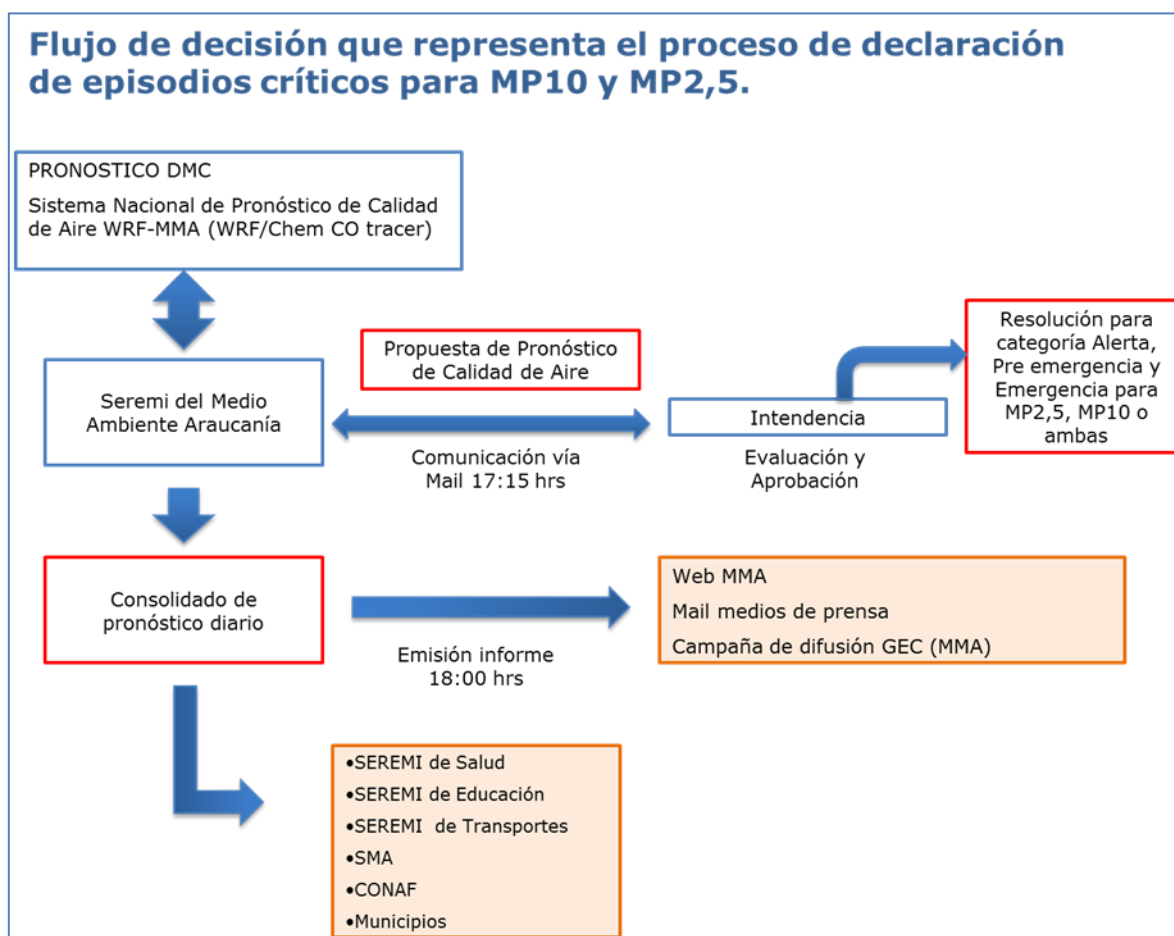 Flujo de decisión que representa el proceso de declaración
de episodios críticos para MP10 y MP2,5.
PRONOSTICO DMC
Sistema Nacional de Pronóstico de Calidad
de Aire WRF-MMA (WRF/Chem CO tracer)
Seremi del Medio
Ambiente Araucanía
Propuesta de Pronóstico
de Calidad de Aire
Comunicación vía
Mail 17:15 hrs
Intendencia
Evaluación y
Aprobación
Resolución para
categoría Alerta,
Pre emergencia y
Emergencia para
MP2,5, MP10 o
ambas
Consolidado de
pronóstico diario
Emisión informe
18:00 hrs
Web MMA
Mail medios de prensa
Campaña de difusión GEC (MMA)
•SEREMI de Salud
•SEREMI de Educación
•SEREMI de Transportes
•SMA
•CONAF
•Municipios